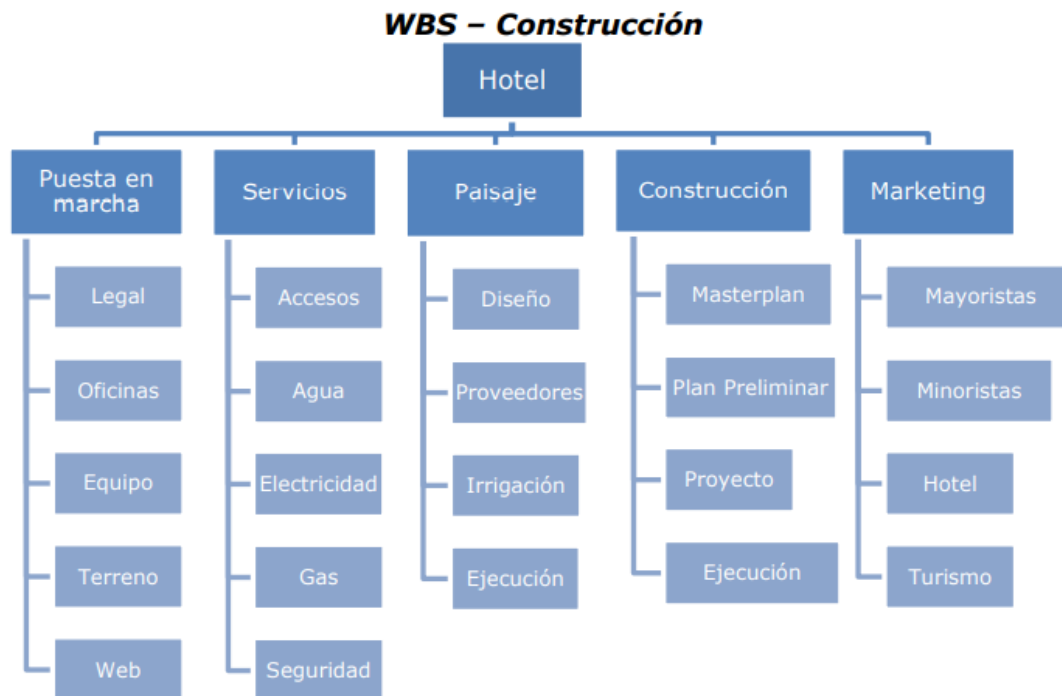 WBS – Construcción
Hotel
Puesta en
marcha
Legal
Oficinas
Equipo
Terreno
Web
Servicios
Accesos
Agua
Electricidad
Gas
Seguridad
Paisaje
Diseño
Proveedores
Irrigación
Ejecución
Construcción
Masterplan
Plan Preliminar
Proyecto
Ejecución
Marketing
Mayoristas
Minoristas
Hotel
Turismo